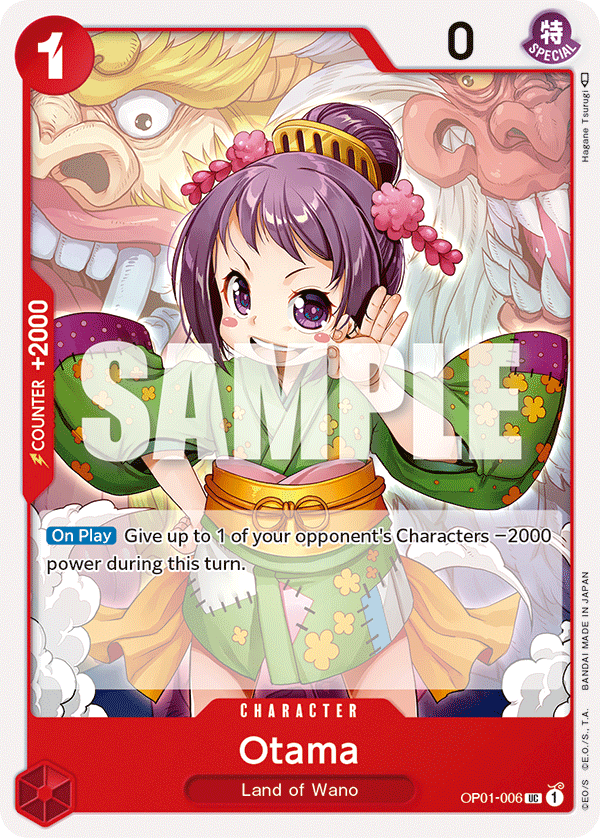 1
0
特
SPECIAL
Hagane Tsurugi
COUNTER +2000
SAMPLE
On Play Give up to 1 of your opponent's Characters −2000
power during this turn.
CHARACTER
Otama
Land of Wano
OP01-006 UC 1
©EO/S ©E.O./S., T.A. BANDAI MADE IN JAPAN